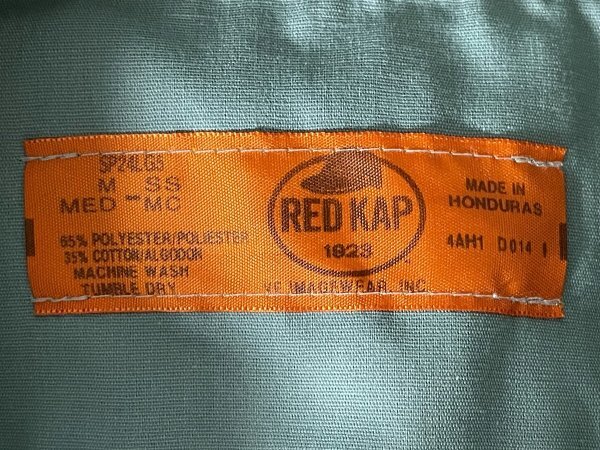 SP24LG5
M SS
MED - MC
65% POLYESTER/POLIESTER
35% COTTON/ALGODON
MACHINE WASH
TUMBLE DRY
RED KAP
1923
VF IMAGEWEAR, INC.
MADE IN
HONDURAS
4AH1 D014 I